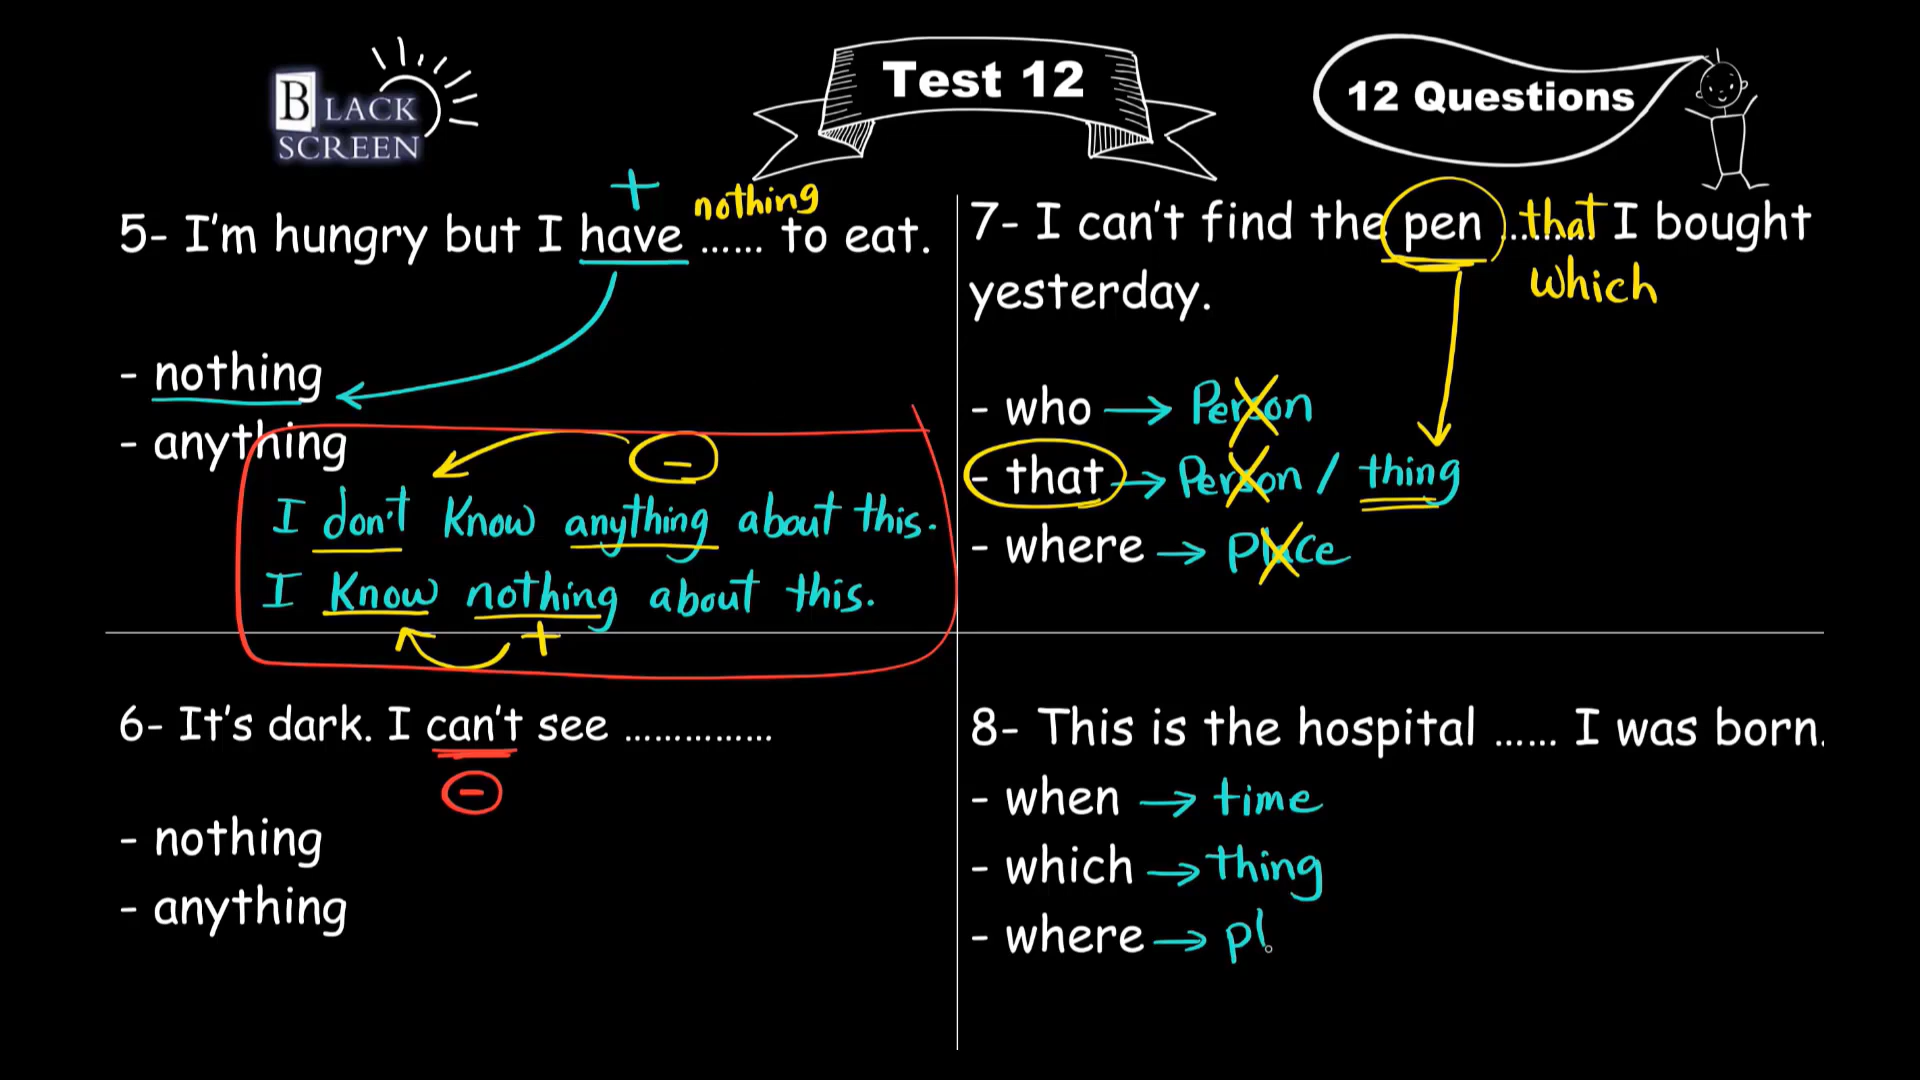 BLACK
SCREEN
Test 12
12 Questions
+
nothing
5- I'm hungry but I have ...... to eat.
- nothing
- anything
-
I don't know anything about this.
I know nothing about this.
+
6- It's dark. I can't see ...............
-
- nothing
- anything
7- I can't find the pen ...... that I bought
which
yesterday.
- who → Person
- that → Person / thing
- where → Place
8- This is the hospital ...... I was born.
- when → time
- which → thing
- where → pl